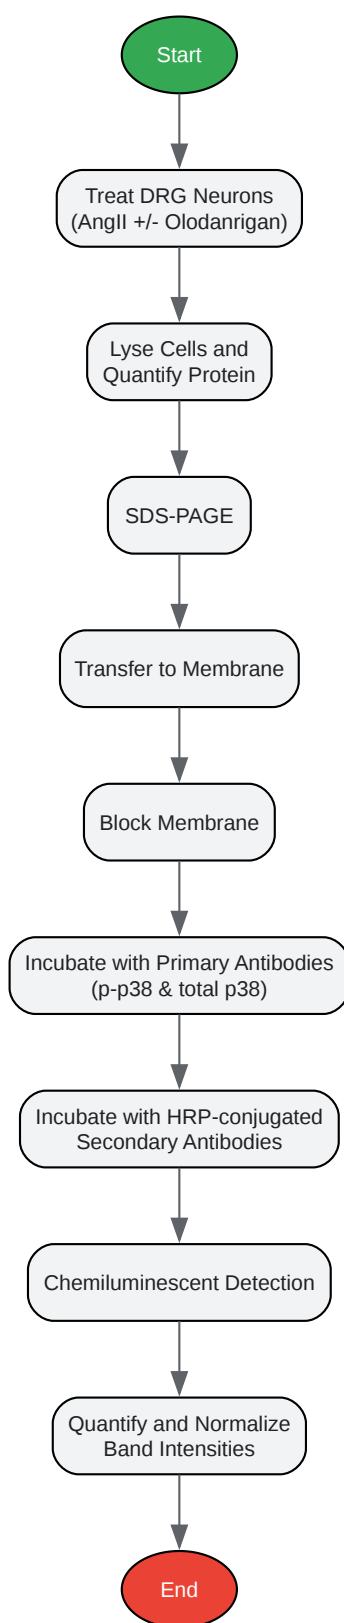 Start
Treat DRG Neurons
(AngII +/- Olodanrigan)
Lyse Cells and
Quantify Protein
SDS-PAGE
Transfer to Membrane
Block Membrane
Incubate with Primary Antibodies
(p-p38 & total p38)
Incubate with HRP-conjugated
Secondary Antibodies
Chemiluminescent Detection
Quantify and Normalize
Band Intensities
End